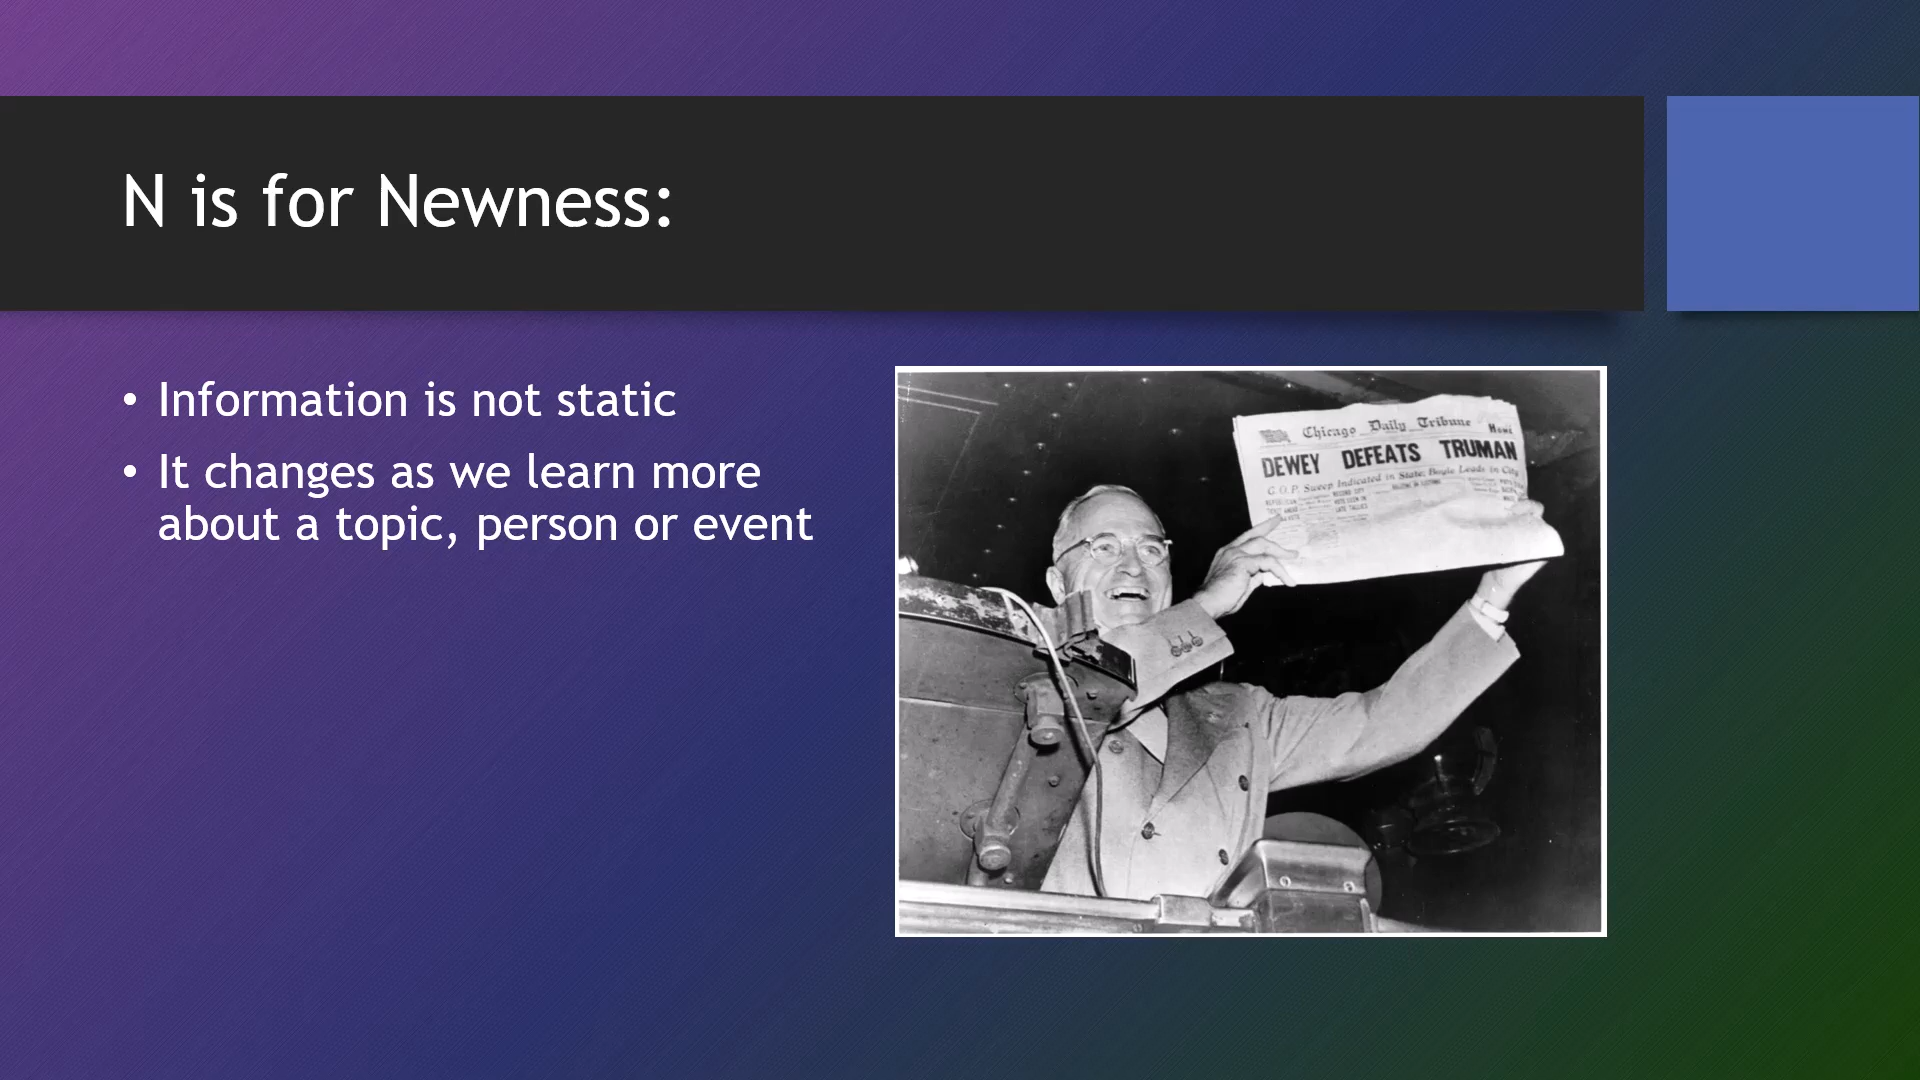 N is for Newness:
• Information is not static
• It changes as we learn more
about a topic, person or event
Chicago Daily Tribune HOME
DEWEY DEFEATS TRUMAN
G.O.P. Sweep Indicated in State; Boyle Leads in City